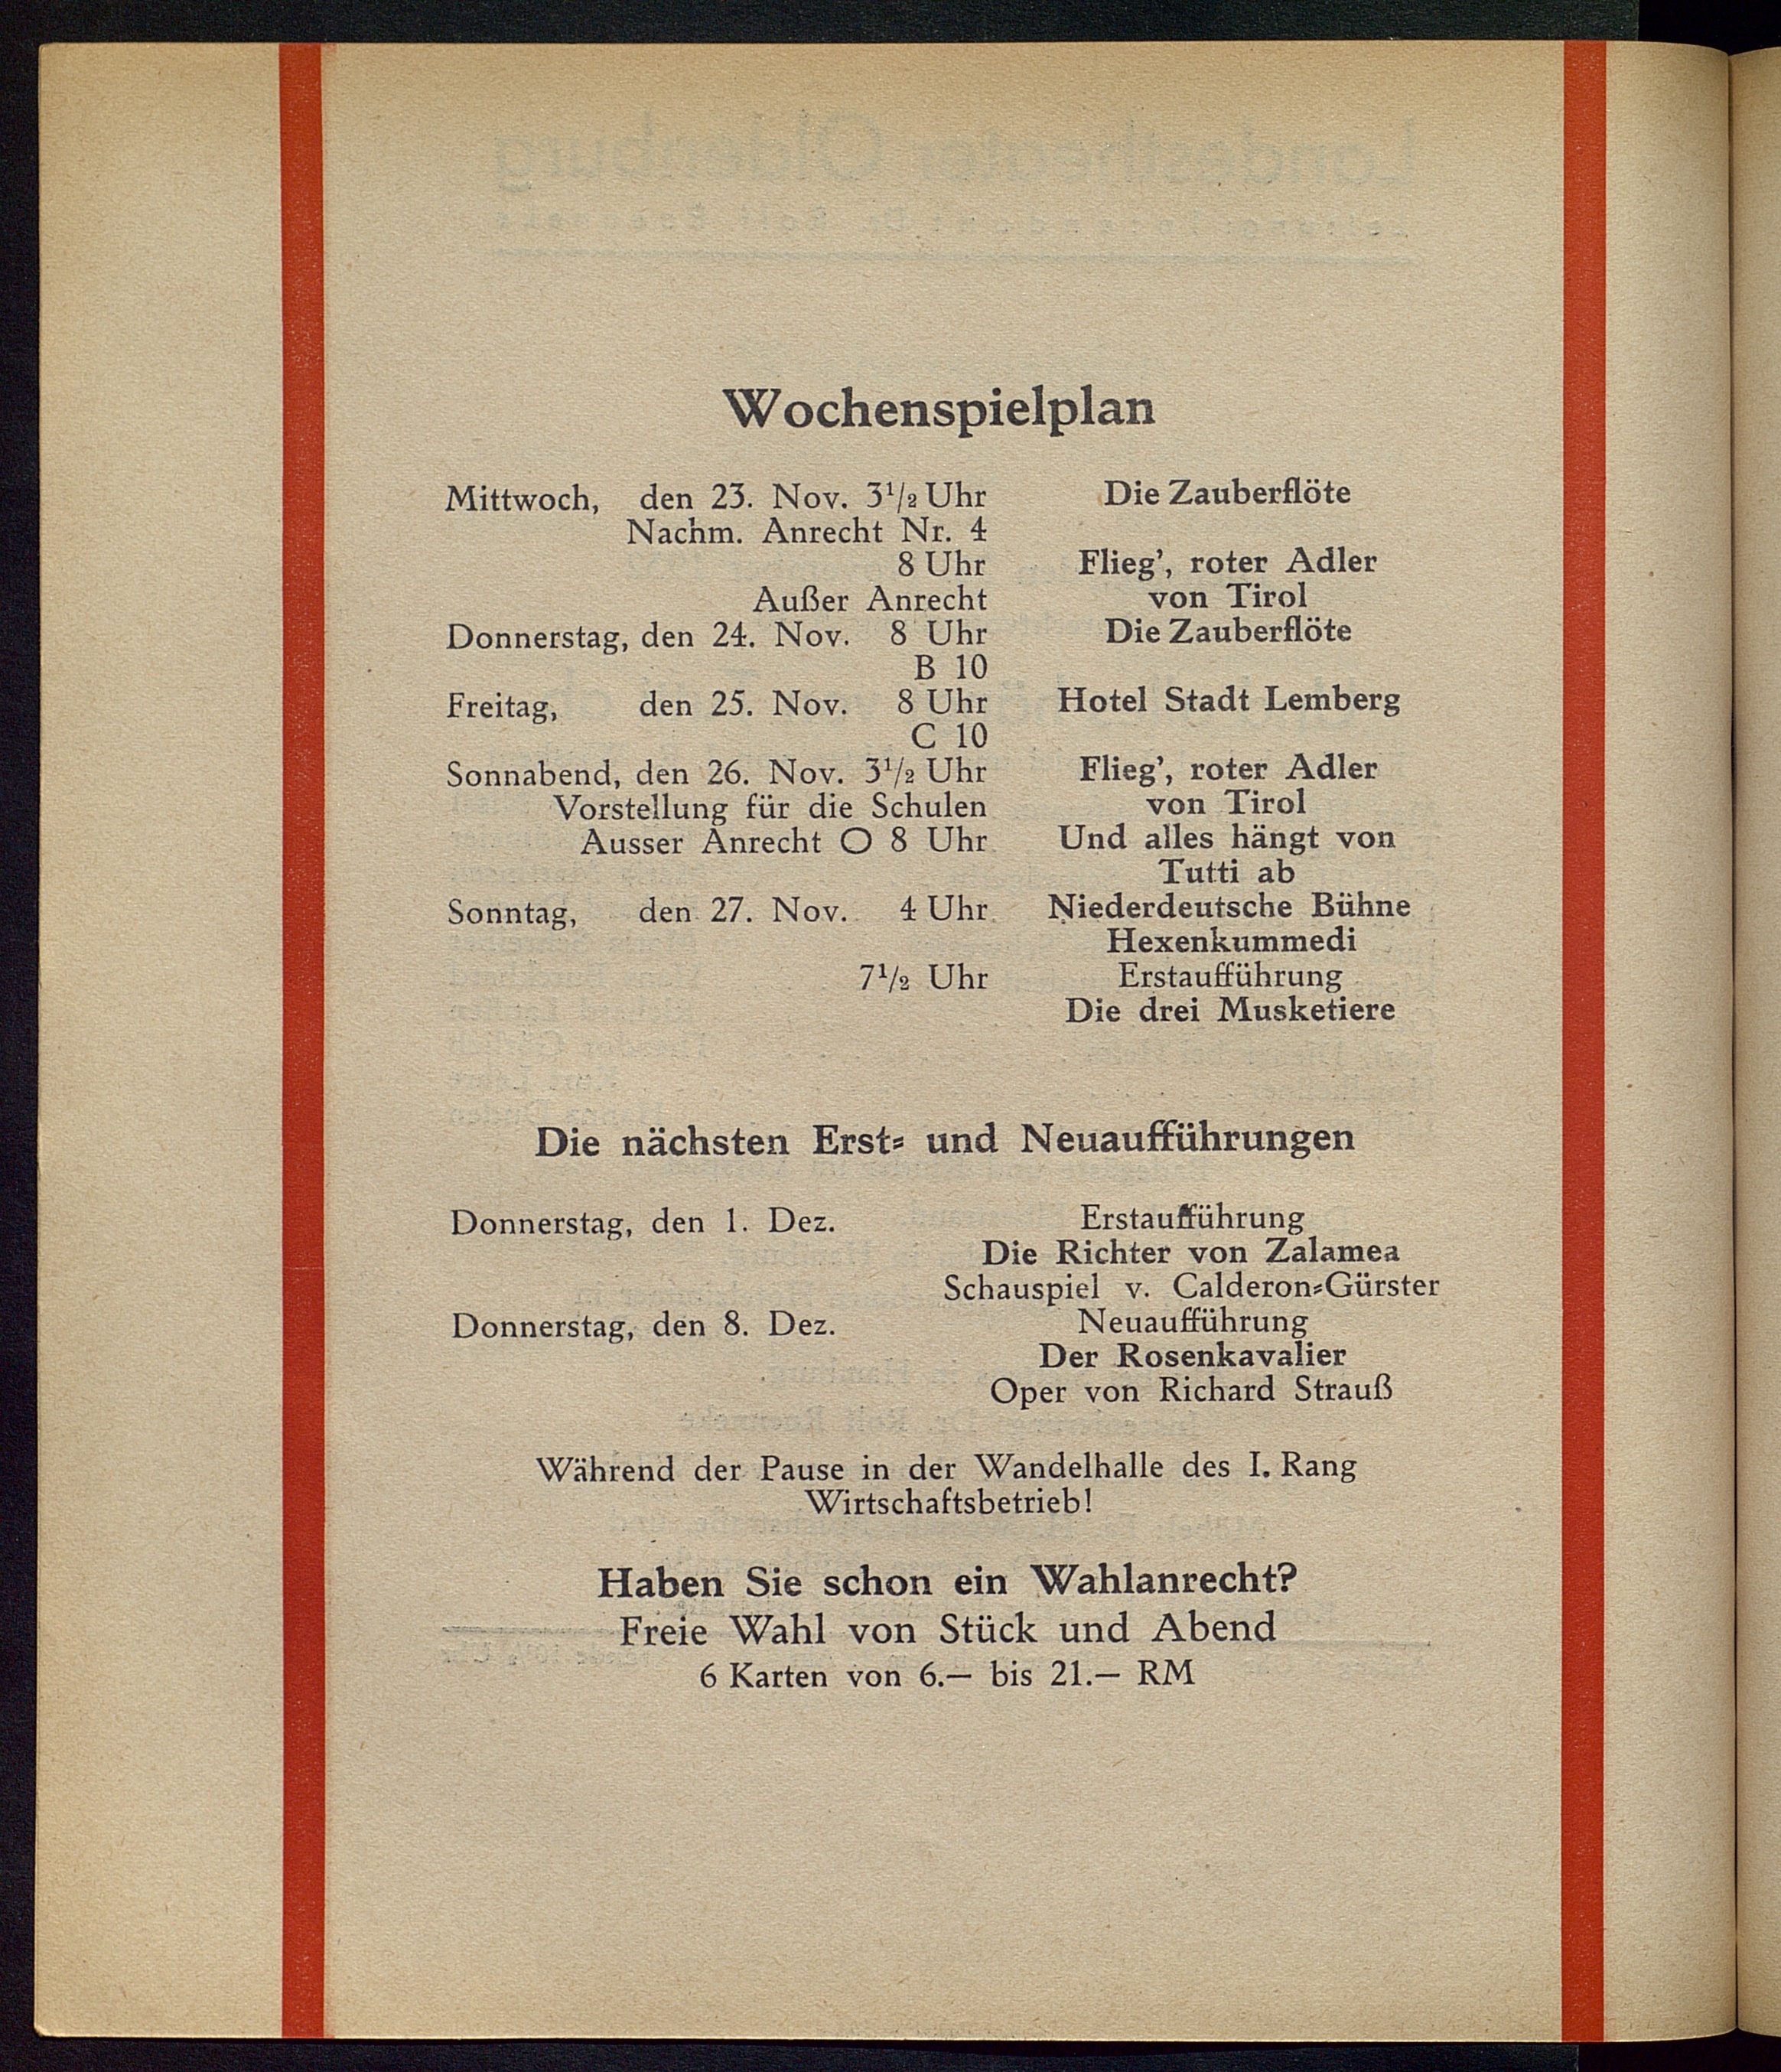 Wochenspielplan
Mittwoch, den 23. Nov. 3½ Uhr Die Zauberflöte
Nachm. Anrecht Nr. 4
8 Uhr Flieg', roter Adler
Außer Anrecht von Tirol
Donnerstag, den 24. Nov. 8 Uhr Die Zauberflöte
B 10
Freitag, den 25. Nov. 8 Uhr Hotel Stadt Lemberg
C 10
Sonnabend, den 26. Nov. 3½ Uhr Flieg', roter Adler
Vorstellung für die Schulen von Tirol
Ausser Anrecht O 8 Uhr Und alles hängt von
Tutti ab
Sonntag, den 27. Nov. 4 Uhr Niederdeutsche Bühne
Hexenkummedi
7½ Uhr Erstaufführung
Die drei Musketiere
Die nächsten Erst- und Neuaufführungen
Donnerstag, den 1. Dez. Erstaufführung
Die Richter von Zalamea
Schauspiel v. Calderon-Gürster
Donnerstag, den 8. Dez. Neuaufführung
Der Rosenkavalier
Oper von Richard Strauß
Während der Pause in der Wandelhalle des I. Rang
Wirtschaftsbetrieb!
Haben Sie schon ein Wahlanrecht?
Freie Wahl von Stück und Abend
6 Karten von 6.— bis 21.— RM